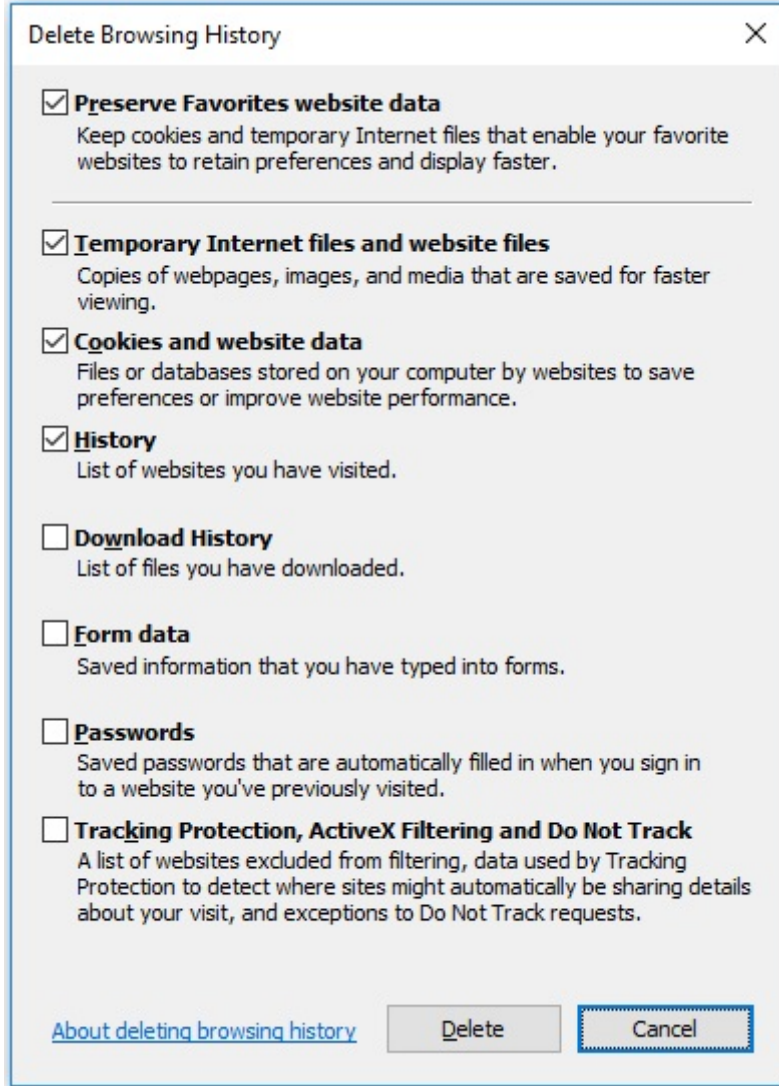 Delete Browsing History
Preserve Favorites website data
Keep cookies and temporary Internet files that enable your favorite
websites to retain preferences and display faster.
Temporary Internet files and website files
Copies of webpages, images, and media that are saved for faster
viewing.
Cookies and website data
Files or databases stored on your computer by websites to save
preferences or improve website performance.
History
List of websites you have visited.
Download History
List of files you have downloaded.
Form data
Saved information that you have typed into forms.
Passwords
Saved passwords that are automatically filled in when you sign in
to a website you've previously visited.
Tracking Protection, ActiveX Filtering and Do Not Track
A list of websites excluded from filtering, data used by Tracking
Protection to detect where sites might automatically be sharing details
about your visit, and exceptions to Do Not Track requests.
About deleting browsing history Delete Cancel